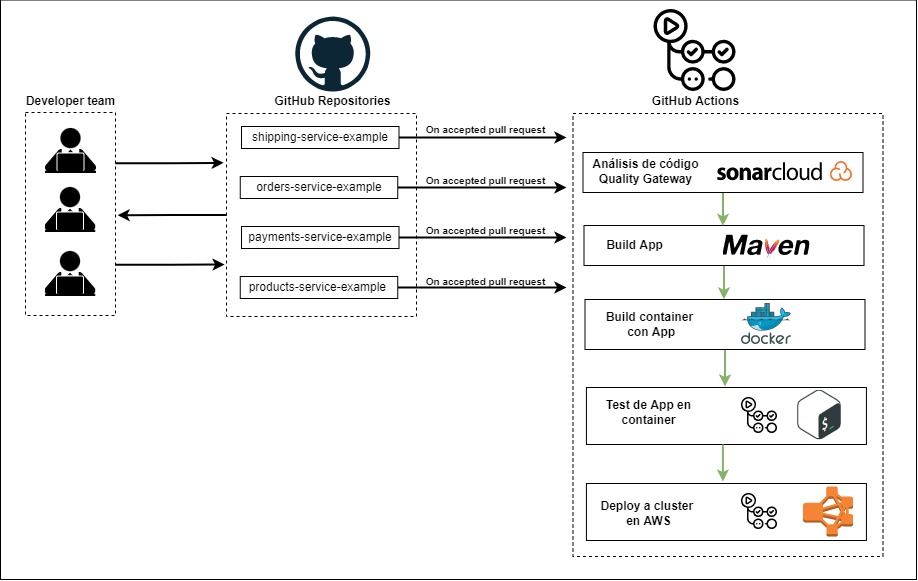 Developer team
GitHub Repositories
GitHub Actions
shipping-service-example
On accepted pull request
orders-service-example
On accepted pull request
payments-service-example
On accepted pull request
products-service-example
On accepted pull request
Análisis de código
Quality Gateway
sonarcloud
Build App
Maven
Build container
con App
docker
Test de App en
container
$_
Deploy a cluster
en AWS